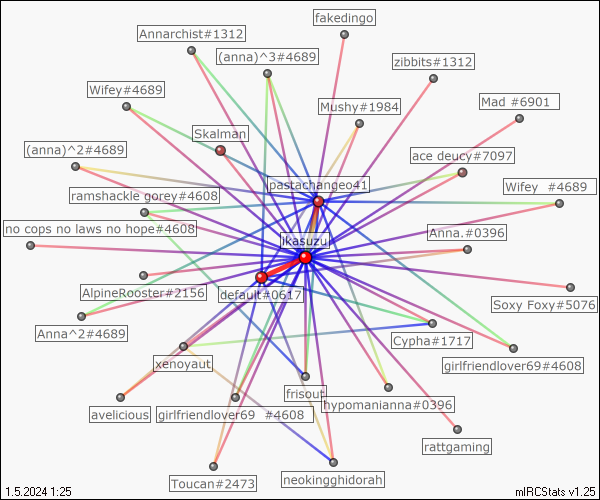 fakedingo
Annarchist#1312
(anna)^3#4689
zibbits#1312
Wifey#4689
Mushy#1984
Mad #6901
Skalman
(anna)^2#4689
ace deucy#7097
pastachangeo41
ramshackle gorey#4608
Wifey  #4689
no cops no laws no hope#4608
Anna.#0396
ikasuzu
AlpineRooster#2156
default#0617
Soxy Foxy#5076
Anna^2#4689
Cypha#1717
xenoyaut
girlfriendlover69#4608
frisout
hypomanianna#0396
avelicious
girlfriendlover69  #4608
rattgaming
Toucan#2473
neokingghidorah
1.5.2024 1:25
mIRCStats v1.25